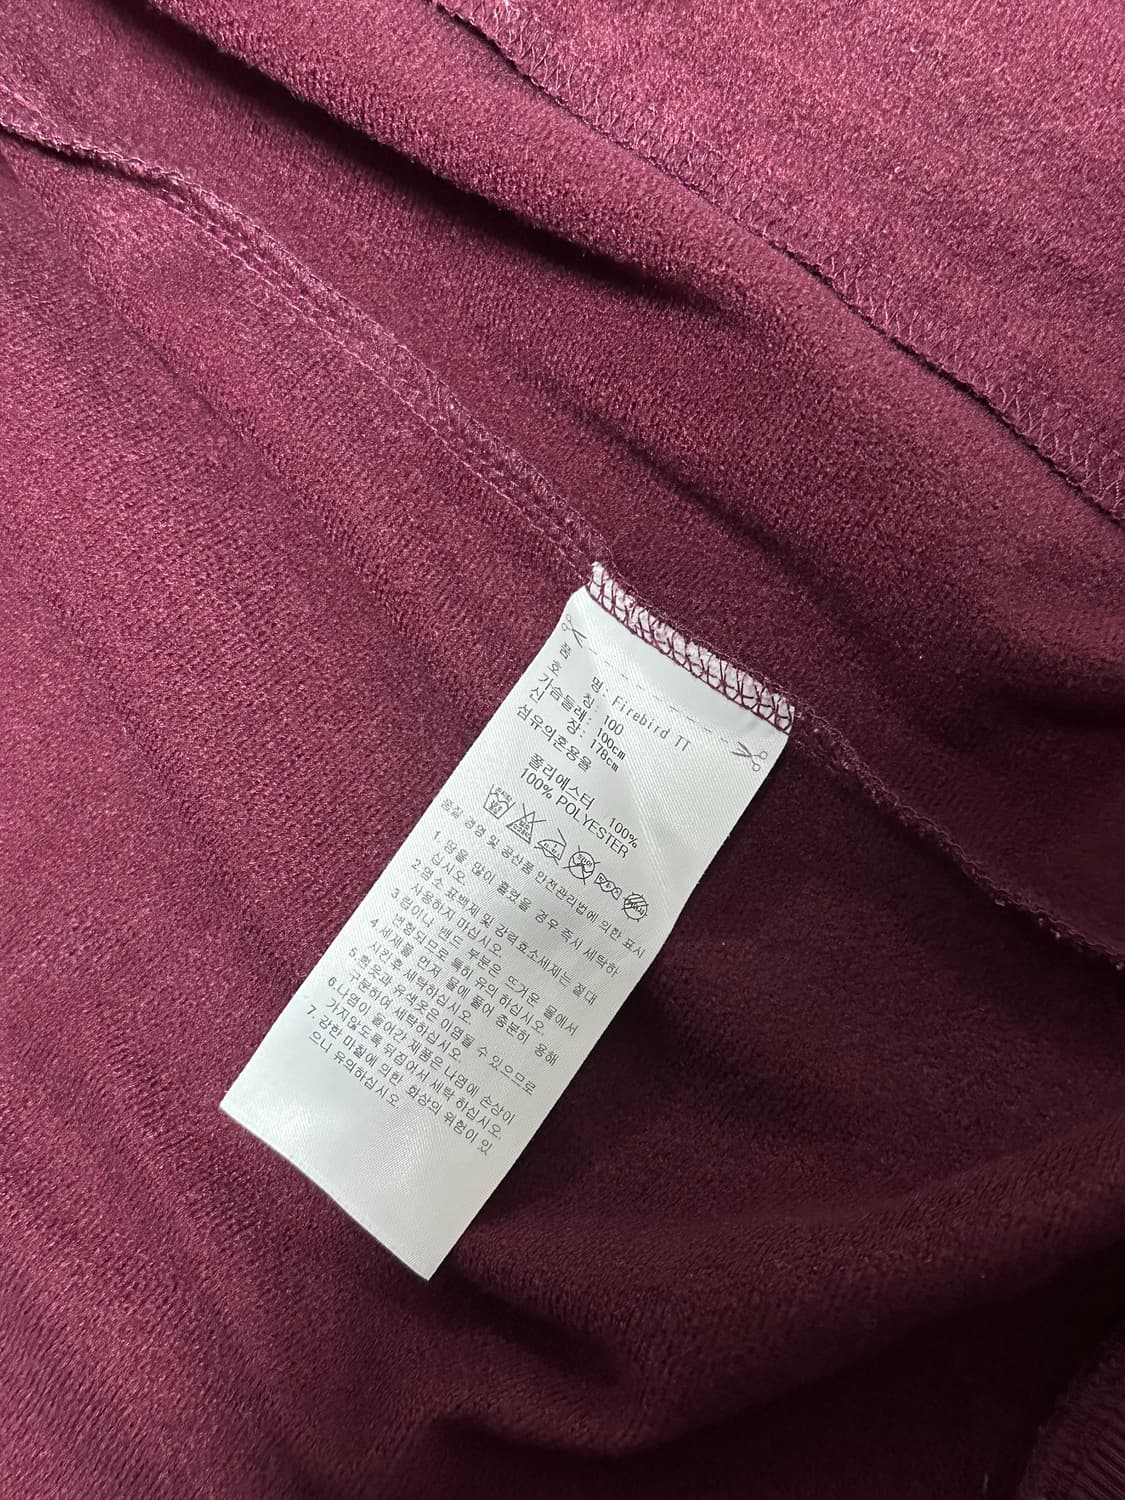 품 명: Firebird TT
호 칭: 100
가슴둘레: 100cm
신 장: 178cm
섬유의혼용율
폴리에스터 100%
100% POLYESTER
품질 경영 및 공산품 안전관리법에 의한 표시
1. 땀을 많이 흘렸을 경우 즉시 세탁하
십시오.
2.염소 표백제 및 강력효소세제는 절대
사용하지 마십시오.
3.컴이나 밴드 부분은 뜨거운 물에서
변형되므로 특히 유의 하십시오.
4.세제를 먼저 물에 풀어 충분히 용해
시킨후 세탁하십시오.
5.흰옷과 유색옷은 이염될 수 있으므로
구분하여 세탁하십시오.
6.나염이 들어간 제품은 나염에 손상이
가지않도록 뒤집어서 세탁 하십시오.
7. 강한 마찰에 의한 화상의 위험이 있
으니 유의하십시오.